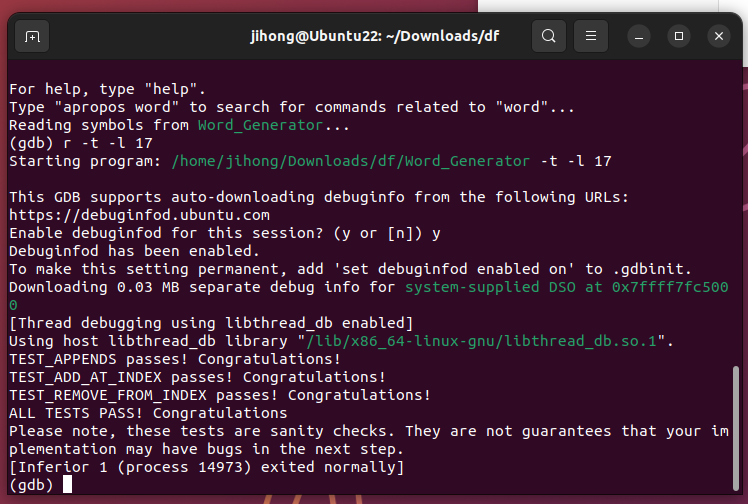 jihong@Ubuntu22: ~/Downloads/df
For help, type "help".
Type "apropos word" to search for commands related to "word"...
Reading symbols from Word_Generator...
(gdb) r -t -l 17
Starting program: /home/jihong/Downloads/df/Word_Generator -t -l 17
This GDB supports auto-downloading debuginfo from the following URLs:
https://debuginfod.ubuntu.com
Enable debuginfod for this session? (y or [n]) y
Debuginfod has been enabled.
To make this setting permanent, add 'set debuginfod enabled on' to .gdbinit.
Downloading 0.03 MB separate debug info for system-supplied DSO at 0x7ffff7fc500
0
[Thread debugging using libthread_db enabled]
Using host libthread_db library "/lib/x86_64-linux-gnu/libthread_db.so.1".
TEST_APPENDS passes! Congratulations!
TEST_ADD_AT_INDEX passes! Congratulations!
TEST_REMOVE_FROM_INDEX passes! Congratulations!
ALL TESTS PASS! Congratulations
Please note, these tests are sanity checks. They are not guarantees that your im
plementation may have bugs in the next step.
[Inferior 1 (process 14973) exited normally]
(gdb)